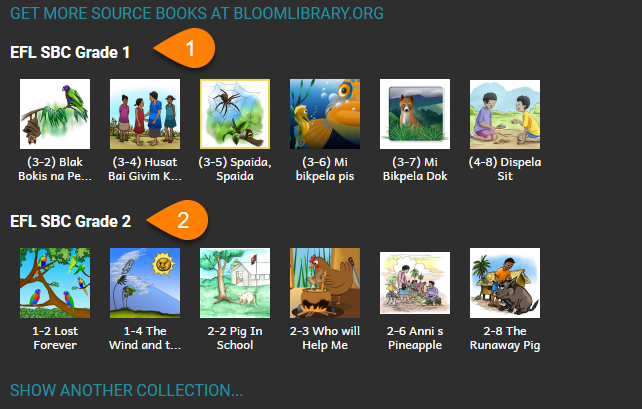 GET MORE SOURCE BOOKS AT BLOOMLIBRARY.ORG
EFL SBC Grade 1
1
(3-2) Blak
Bokis na Pe...
(3-4) Husat
Bai Givim K...
(3-5) Spaida,
Spaida
(3-6) Mi
bikpela pis
(3-7) Mi
Bikpela Dok
(4-8) Dispela
Sit
EFL SBC Grade 2
2
1-2 Lost
Forever
1-4 The
Wind and t...
2-2 Pig In
School
2-3 Who will
Help Me
2-6 Anni s
Pineapple
2-8 The
Runaway Pig
SHOW ANOTHER COLLECTION...